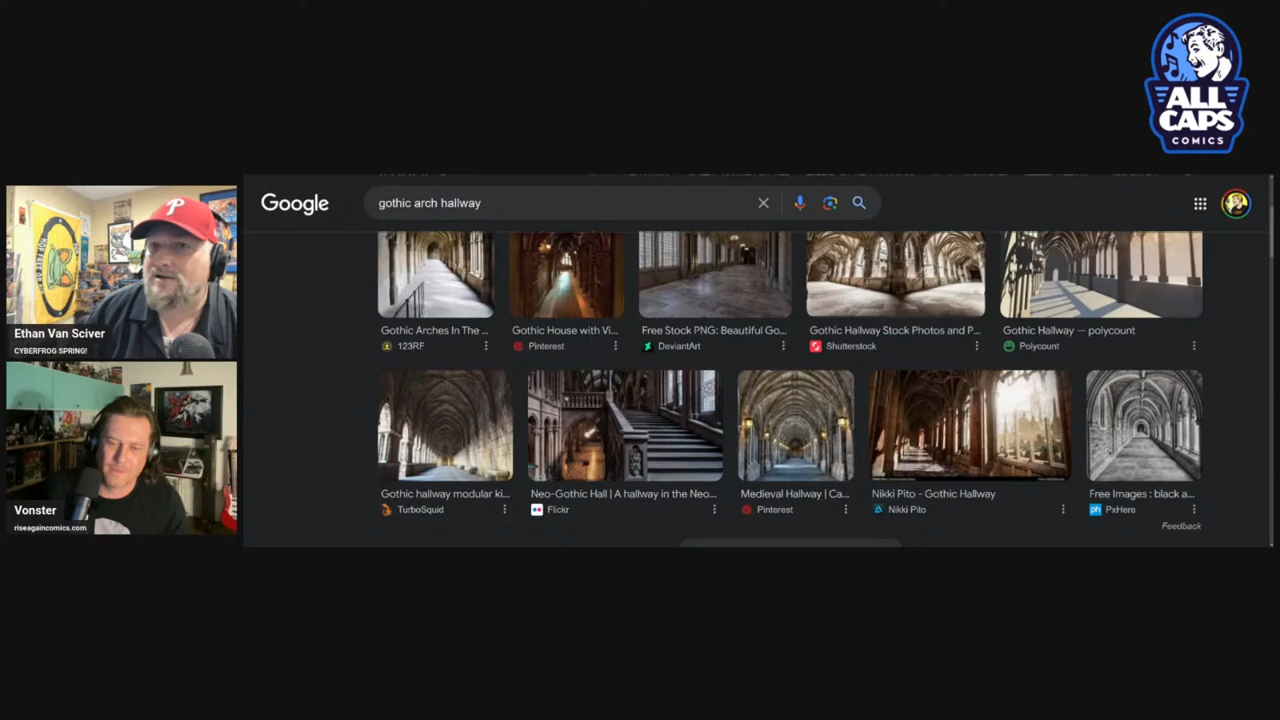 ALL
CAPS
COMICS
Google
gothic arch hallway
P
Ethan Van Sciver
CYBERFROG SPRING!
Gothic Arches In The ...
123RF
Gothic House with Vi...
Pinterest
Free Stock PNG: Beautiful Go...
DeviantArt
Gothic Hallway Stock Photos and P...
Shutterstock
Gothic Hallway — polycount
Polycount
Vonster
riseagaincomics.com
Gothic hallway modular ki...
TurboSquid
Neo-Gothic Hall | A hallway in the Neo...
Flickr
Medieval Hallway | Ca...
Pinterest
Nikki Pito - Gothic Hallway
Nikki Pito
Free Images : black a...
ph PxHere
Feedback